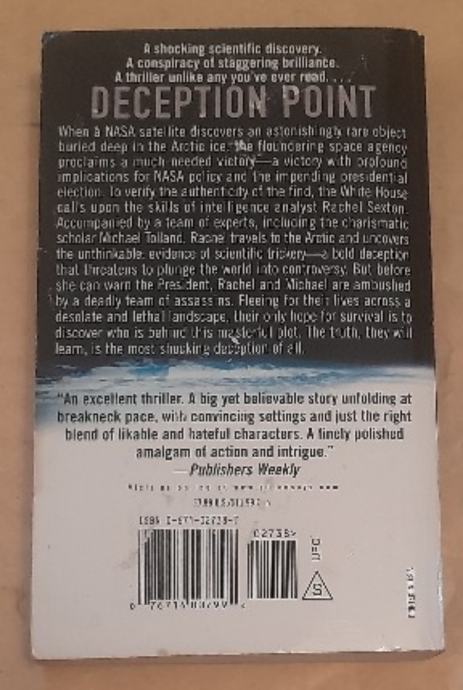 A shocking scientific discovery.
A conspiracy of staggering brilliance.
A thriller unlike any you've ever read. . . .
DECEPTION POINT
When a NASA satellite discovers an astonishingly rare object
buried deep in the Arctic ice, the floundering space agency
proclaims a much-needed victory—a victory with profound
implications for NASA policy and the impending presidential
election. To verify the authenticity of the find, the White House
calls upon the skills of intelligence analyst Rachel Sexton.
Accompanied by a team of experts, including the charismatic
scholar Michael Tolland, Rachel travels to the Arctic and uncovers
the unthinkable: evidence of scientific trickery—a bold deception
that threatens to plunge the world into controversy. But before
she can warn the President, Rachel and Michael are ambushed
by a deadly team of assassins. Fleeing for their lives across a
desolate and lethal landscape, their only hope for survival is to
discover who is behind this masterful plot. The truth, they will
learn, is the most shocking deception of all.
"An excellent thriller. A big yet believable story unfolding at
breakneck pace, with convincing settings and just the right
blend of likable and hateful characters. A finely polished
amalgam of action and intrigue."
—Publishers Weekly
ISBN 0-671-02738-7
02738>
UPC
S